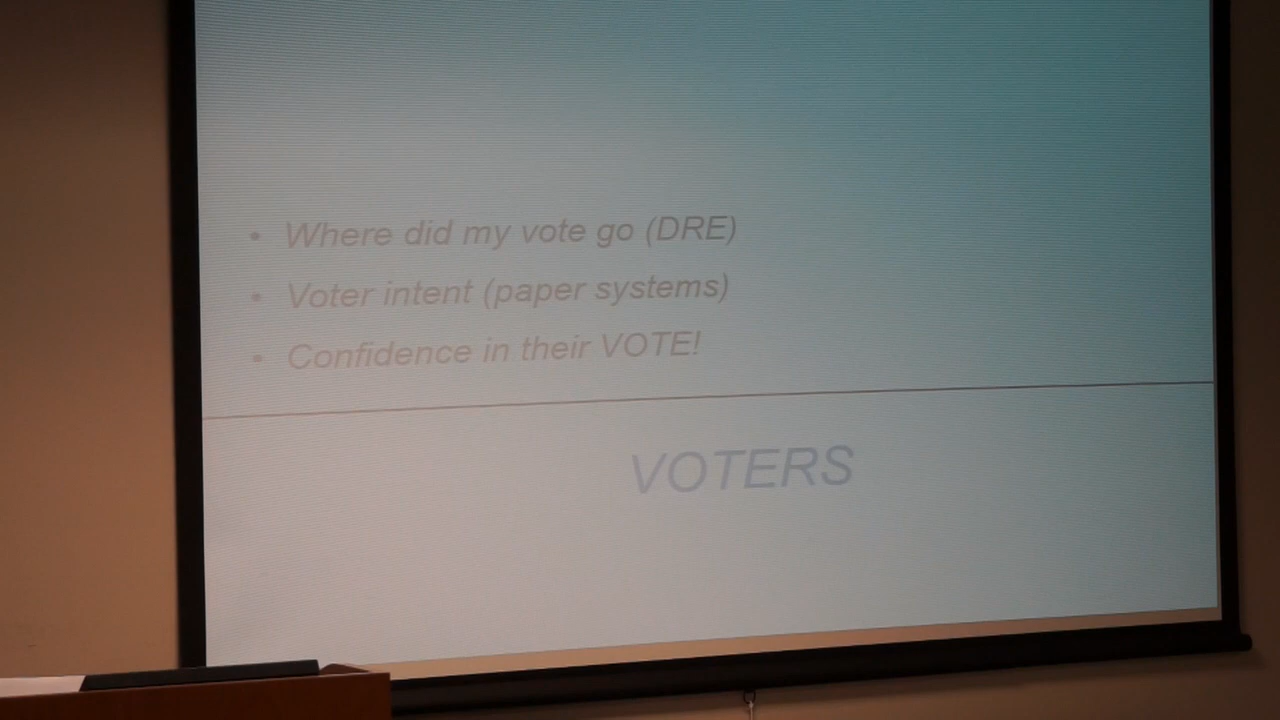 • Where did my vote go (DRE)
• Voter intent (paper systems)
• Confidence in their VOTE!
VOTERS